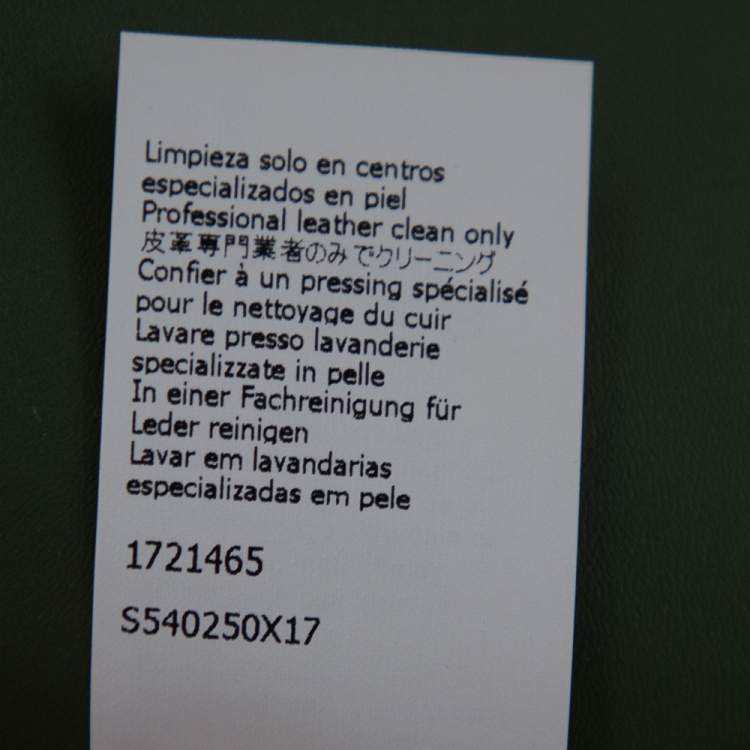 Limpieza solo en centros
especializados en piel
Professional leather clean only
皮革専門業者のみでクリーニング
Confier à un pressing spécialisé
pour le nettoyage du cuir
Lavare presso lavanderie
specializzate in pelle
In einer Fachreinigung für
Leder reinigen
Lavar em lavandarias
especializadas em pele
1721465
S540250X17